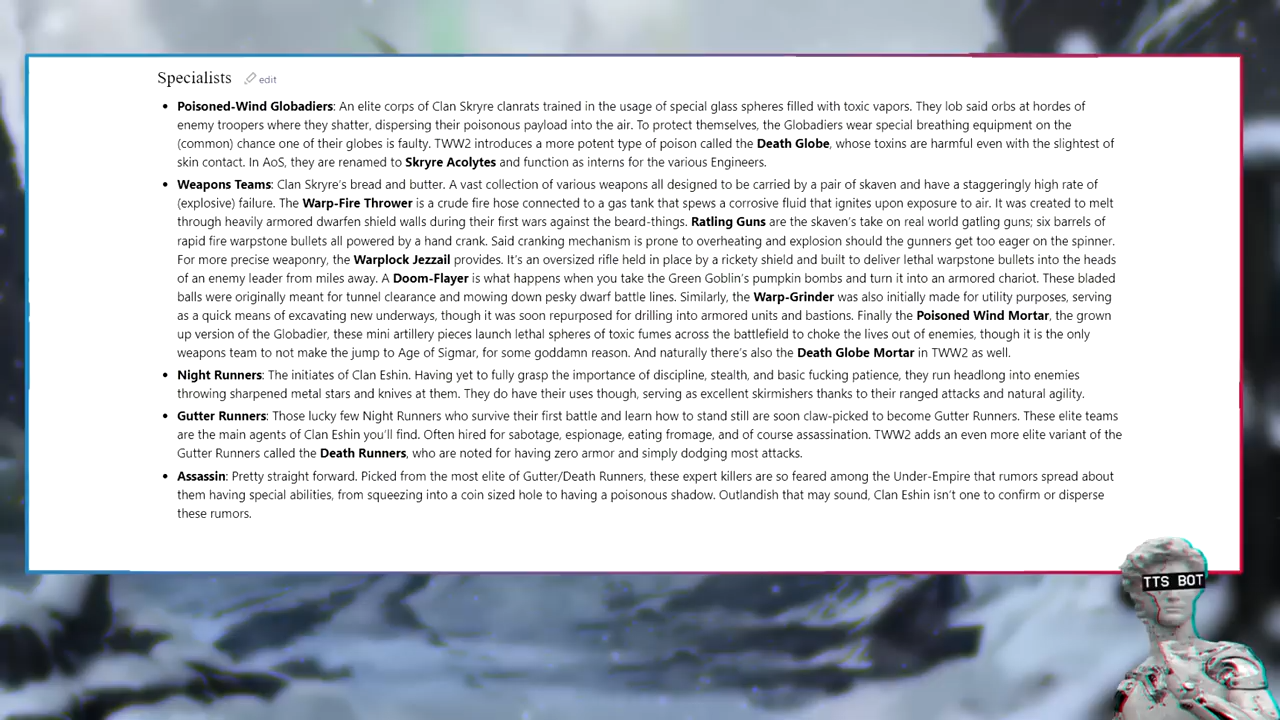 Specialists edit
Poisoned-Wind Globadiers: An elite corps of Clan Skryre clanrats trained in the usage of special glass spheres filled with toxic vapors. They lob said orbs at hordes of
enemy troopers where they shatter, dispersing their poisonous payload into the air. To protect themselves, the Globadiers wear special breathing equipment on the
(common) chance one of their globes is faulty. TWW2 introduces a more potent type of poison called the Death Globe, whose toxins are harmful even with the slightest of
skin contact. In AoS, they are renamed to Skryre Acolytes and function as interns for the various Engineers.
Weapons Teams: Clan Skryre's bread and butter. A vast collection of various weapons all designed to be carried by a pair of skaven and have a staggeringly high rate of
(explosive) failure. The Warp-Fire Thrower is a crude fire hose connected to a gas tank that spews a corrosive fluid that ignites upon exposure to air. It was created to melt
through heavily armored dwarfen shield walls during their first wars against the beard-things. Ratling Guns are the skaven's take on real world gatling guns; six barrels of
rapid fire warpstone bullets all powered by a hand crank. Said cranking mechanism is prone to overheating and explosion should the gunners get too eager on the spinner.
For more precise weaponry, the Warplock Jezzail provides. It's an oversized rifle held in place by a rickety shield and built to deliver lethal warpstone bullets into the heads
of an enemy leader from miles away. A Doom-Flayer is what happens when you take the Green Goblin's pumpkin bombs and turn it into an armored chariot. These bladed
balls were originally meant for tunnel clearance and mowing down pesky dwarf battle lines. Similarly, the Warp-Grinder was also initially made for utility purposes, serving
as a quick means of excavating new underways, though it was soon repurposed for drilling into armored units and bastions. Finally the Poisoned Wind Mortar, the grown
up version of the Globadier, these mini artillery pieces launch lethal spheres of toxic fumes across the battlefield to choke the lives out of enemies, though it is the only
weapons team to not make the jump to Age of Sigmar, for some goddamn reason. And naturally there's also the Death Globe Mortar in TWW2 as well.
Night Runners: The initiates of Clan Eshin. Having yet to fully grasp the importance of discipline, stealth, and basic fucking patience, they run headlong into enemies
throwing sharpened metal stars and knives at them. They do have their uses though, serving as excellent skirmishers thanks to their ranged attacks and natural agility.
Gutter Runners: Those lucky few Night Runners who survive their first battle and learn how to stand still are soon claw-picked to become Gutter Runners. These elite teams
are the main agents of Clan Eshin you'll find. Often hired for sabotage, espionage, eating fromage, and of course assassination. TWW2 adds an even more elite variant of the
Gutter Runners called the Death Runners, who are noted for having zero armor and simply dodging most attacks.
Assassin: Pretty straight forward. Picked from the most elite of Gutter/Death Runners, these expert killers are so feared among the Under-Empire that rumors spread about
them having special abilities, from squeezing into a coin sized hole to having a poisonous shadow. Outlandish that may sound, Clan Eshin isn't one to confirm or disperse
these rumors.
TTS BOT